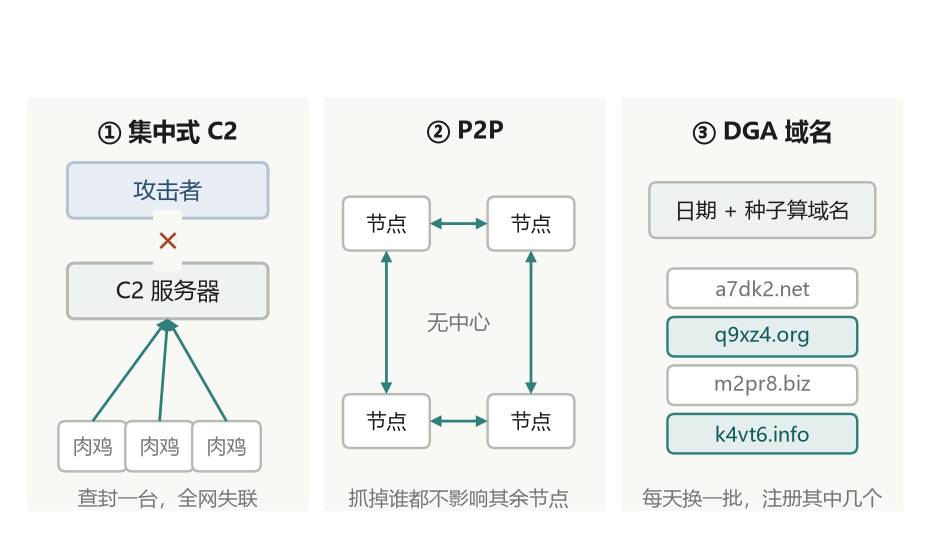 ① 集中式 C2
攻击者
×
C2 服务器
肉鸡
肉鸡
肉鸡
查封一台，全网失联
② P2P
节点
节点
无中心
节点
节点
抓掉谁都不影响其余节点
③ DGA 域名
日期 + 种子算域名
a7dk2.net
q9xz4.org
m2pr8.biz
k4vt6.info
每天换一批，注册其中几个